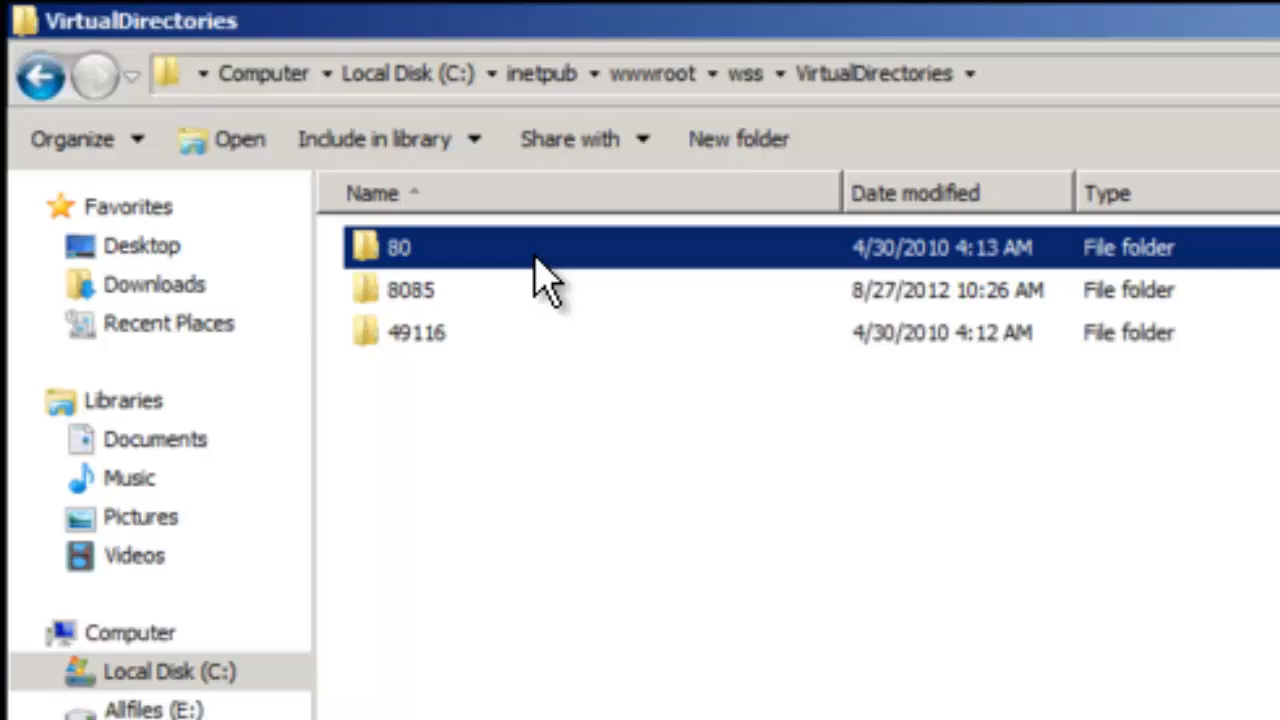 VirtualDirectories
Computer Local Disk (C:) inetpub wwwroot wss VirtualDirectories
Organize Open Include in library Share with New folder
Name Date modified Type
Favorites
Desktop
Downloads
Recent Places
Libraries
Documents
Music
Pictures
Videos
Computer
Local Disk (C:)
Allfiles (E:)
80 4/30/2010 4:13 AM File folder
8085 8/27/2012 10:26 AM File folder
49116 4/30/2010 4:12 AM File folder